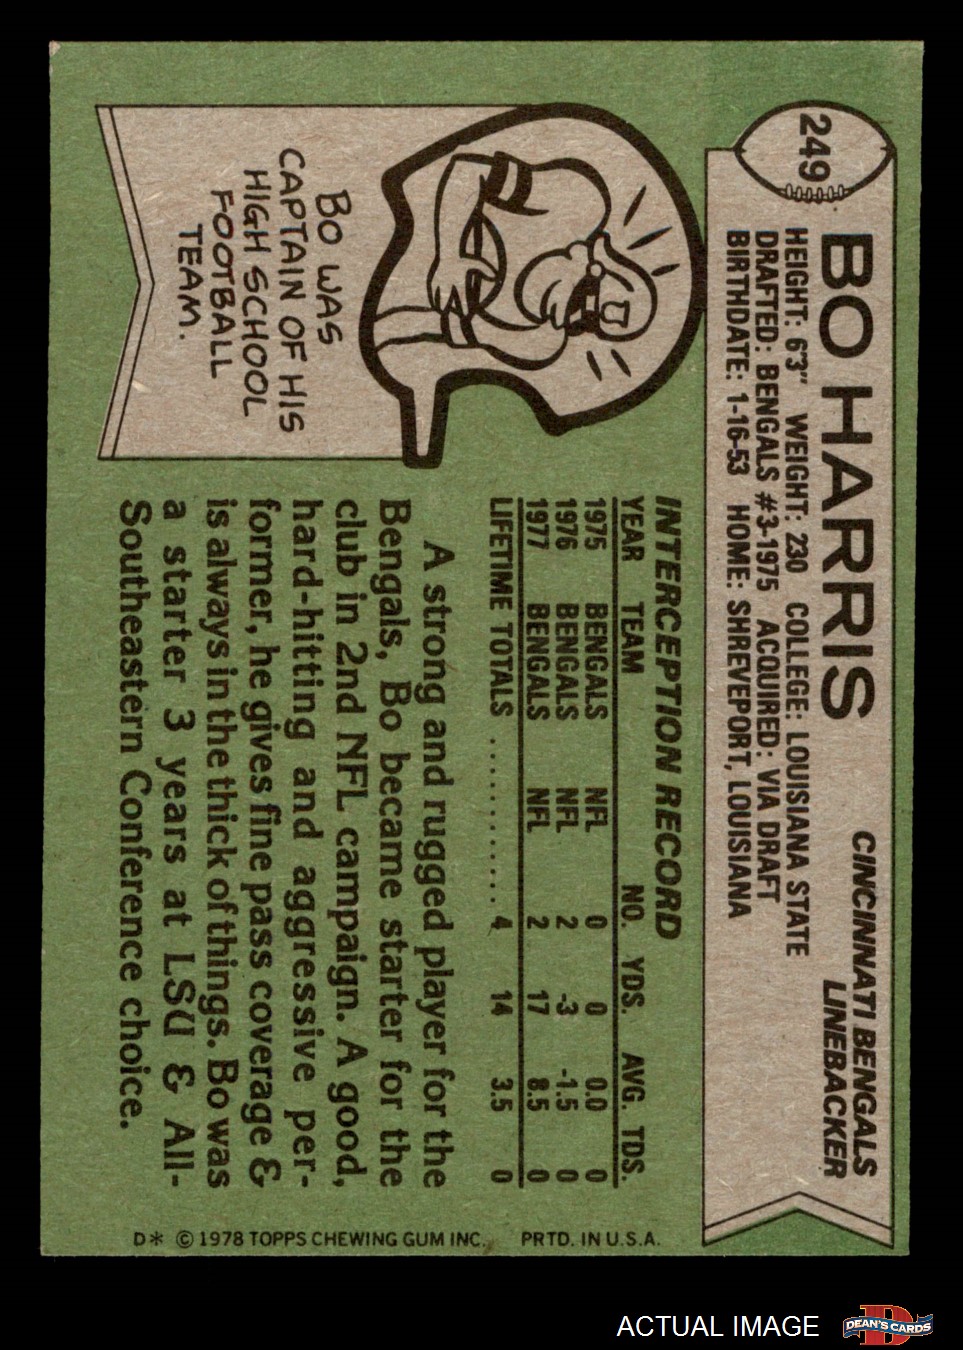 249
BO HARRIS
CINCINNATI BENGALS
LINEBACKER
HEIGHT: 6'3" WEIGHT: 230 COLLEGE: LOUISIANA STATE
DRAFTED: BENGALS #3-1975 ACQUIRED: VIA DRAFT
BIRTHDATE: 1-16-53 HOME: SHREVEPORT, LOUISIANA
BO WAS
CAPTAIN OF HIS
HIGH SCHOOL
FOOTBALL
TEAM.
INTERCEPTION RECORD
YEAR TEAM NO. YDS. AVG. TDS.
1975 BENGALS NFL 0 0 0.0 0
1976 BENGALS NFL 2 -3 -1.5 0
1977 BENGALS NFL 2 17 8.5 0
LIFETIME TOTALS .......... 4 14 3.5 0
A strong and rugged player for the
Bengals, Bo became starter for the
club in 2nd NFL campaign. A good,
hard-hitting and aggressive per-
former, he gives fine pass coverage &
is always in the thick of things. Bo was
a starter 3 years at LSU & All-
Southeastern Conference choice.
D* © 1978 TOPPS CHEWING GUM INC. PRTD. IN U.S.A.
ACTUAL IMAGE
D
DEAN'S CARDS